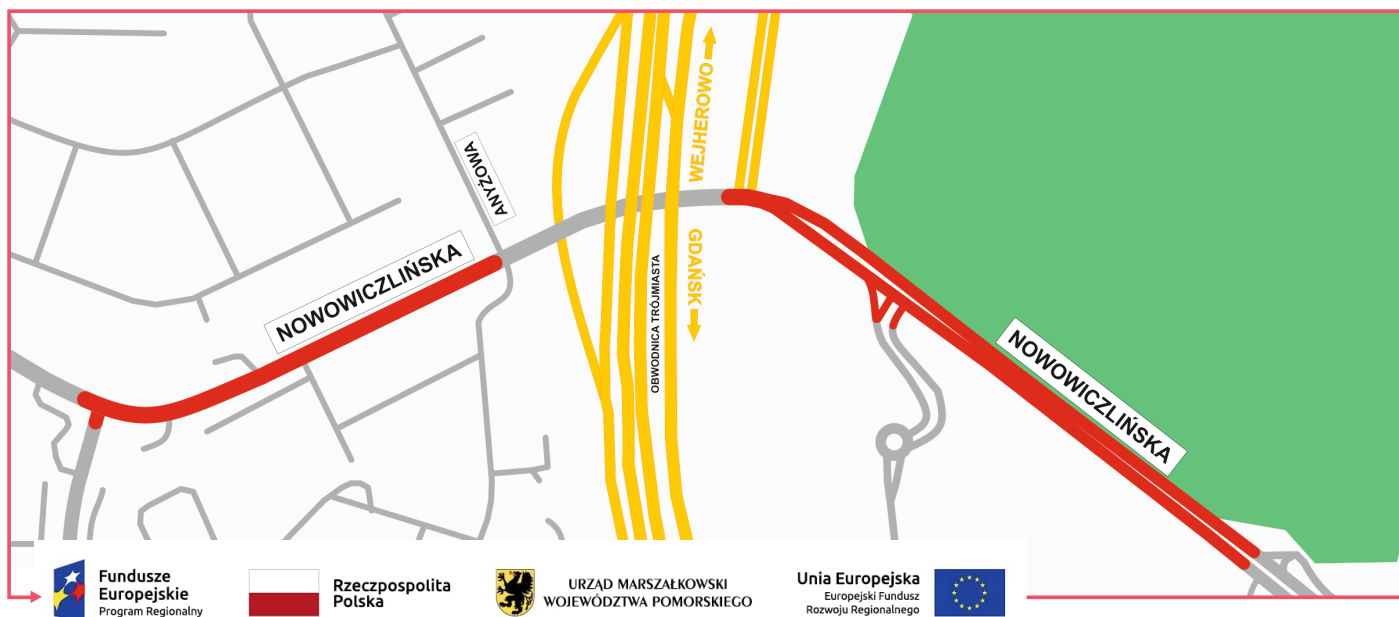 WEJHEROWO
ANYŻOWA
NOWOWICZLIŃSKA
GDAŃSK
OBWODNICA TRÓJMIASTA
NOWOWICZLIŃSKA
Fundusze
Europejskie
Program Regionalny
Rzeczpospolita
Polska
URZĄD MARSZAŁKOWSKI
WOJEWÓDZTWA POMORSKIEGO
Unia Europejska
Europejski Fundusz
Rozwoju Regionalnego